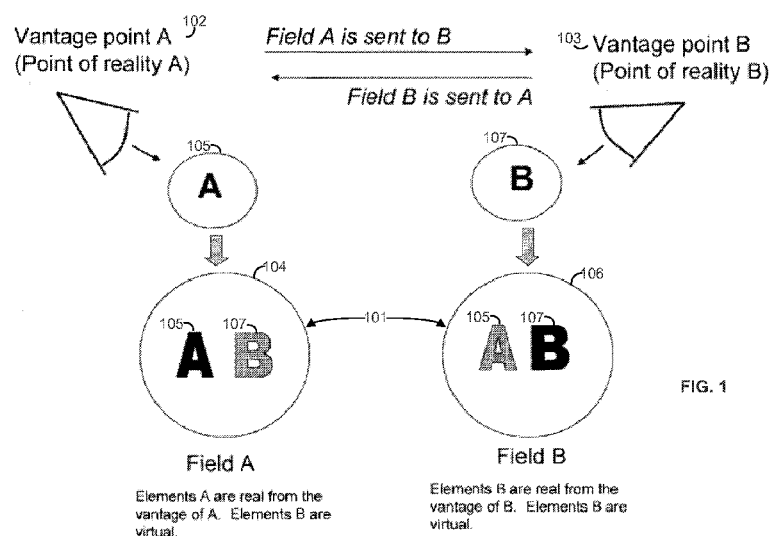 Vantage point A 102
(Point of reality A)
Field A is sent to B
103 Vantage point B
(Point of reality B)
Field B is sent to A
105
A
107
B
104
106
105 107
A B
101
105 107
A B
FIG. 1
Field A
Field B
Elements A are real from the
vantage of A. Elements B are
virtual.
Elements B are real from the
vantage of B. Elements B are
virtual.